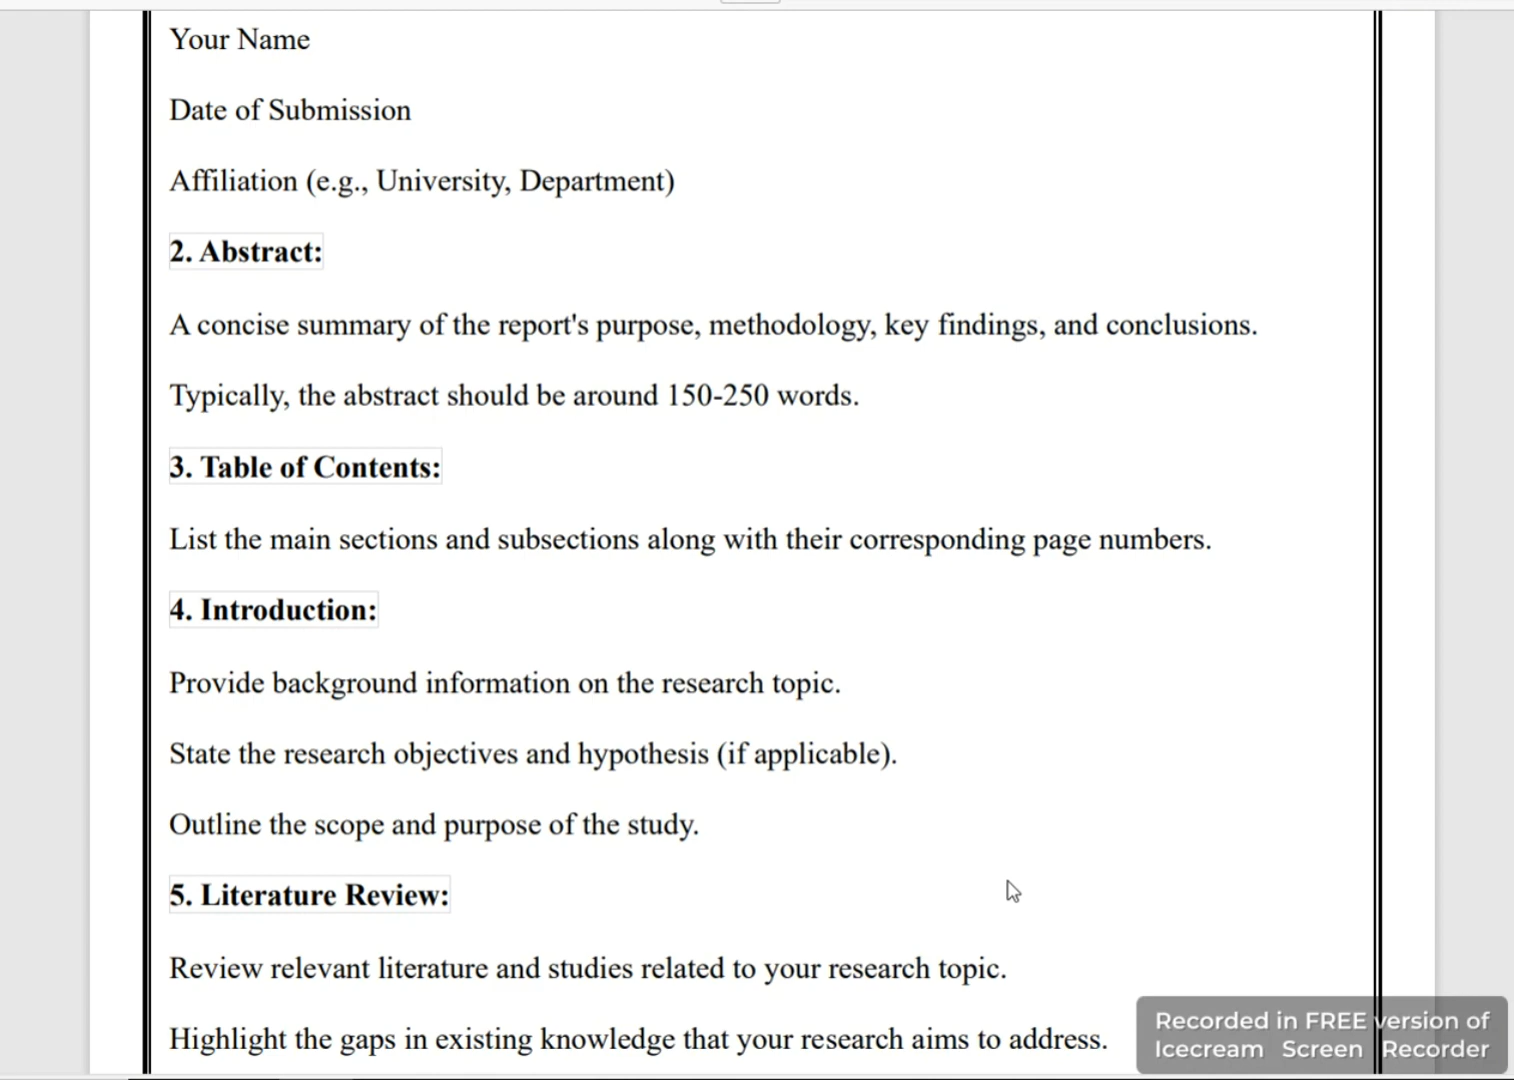 Your Name
Date of Submission
Affiliation (e.g., University, Department)
2. Abstract:
A concise summary of the report's purpose, methodology, key findings, and conclusions.
Typically, the abstract should be around 150-250 words.
3. Table of Contents:
List the main sections and subsections along with their corresponding page numbers.
4. Introduction:
Provide background information on the research topic.
State the research objectives and hypothesis (if applicable).
Outline the scope and purpose of the study.
5. Literature Review:
Review relevant literature and studies related to your research topic.
Highlight the gaps in existing knowledge that your research aims to address.
Recorded in FREE version of
Icecream Screen Recorder